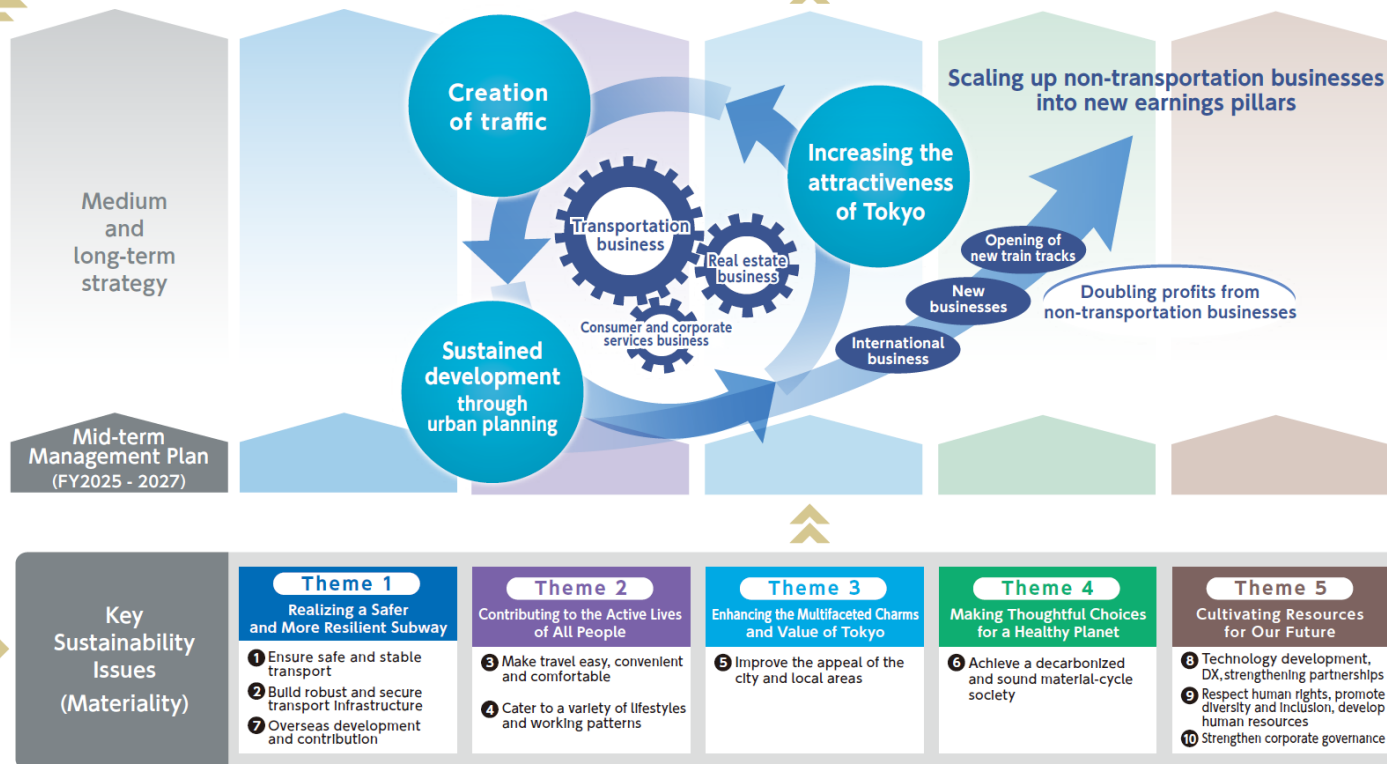 Medium
and
long-term
strategy
Creation
of traffic
Increasing the
attractiveness
of Tokyo
Sustained
development
through
urban planning
Transportation
business
Real estate
business
Consumer and corporate
services business
Scaling up non-transportation businesses
into new earnings pillars
Opening of
new train tracks
New
businesses
International
business
Doubling profits from
non-transportation businesses
Mid-term
Management Plan
(FY2025 - 2027)
Key
Sustainability
Issues
(Materiality)
Theme 1
Realizing a Safer
and More Resilient Subway
1 Ensure safe and stable
transport
2 Build robust and secure
transport infrastructure
7 Overseas development
and contribution
Theme 2
Contributing to the Active Lives
of All People
3 Make travel easy, convenient
and comfortable
4 Cater to a variety of lifestyles
and working patterns
Theme 3
Enhancing the Multifaceted Charms
and Value of Tokyo
5 Improve the appeal of the
city and local areas
Theme 4
Making Thoughtful Choices
for a Healthy Planet
6 Achieve a decarbonized
and sound material-cycle
society
Theme 5
Cultivating Resources
for Our Future
8 Technology development,
DX, strengthening partnerships
9 Respect human rights, promote
diversity and inclusion, develop
human resources
10 Strengthen corporate governance